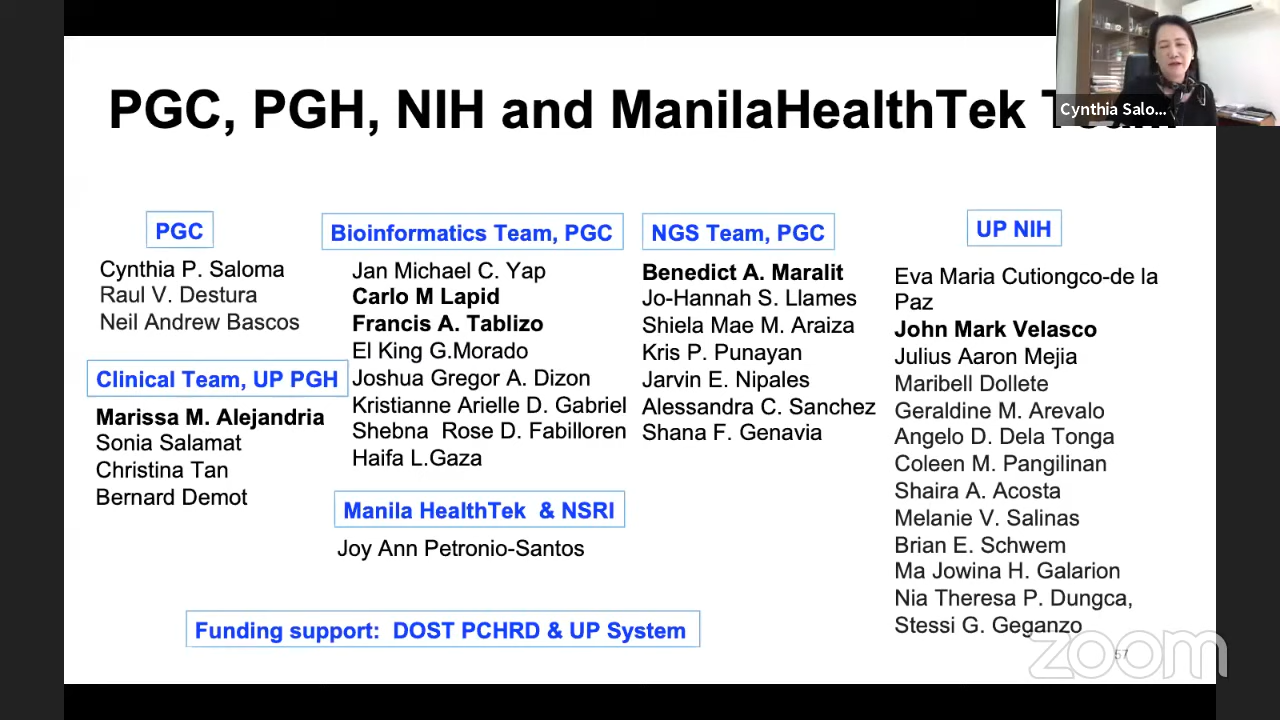 PGC, PGH, NIH and ManilaHealthTek Team
Cynthia Salo...
PGC
Cynthia P. Saloma
Raul V. Destura
Neil Andrew Bascos
Clinical Team, UP PGH
Marissa M. Alejandria
Sonia Salamat
Christina Tan
Bernard Demot
Bioinformatics Team, PGC
Jan Michael C. Yap
Carlo M Lapid
Francis A. Tablizo
El King G.Morado
Joshua Gregor A. Dizon
Kristianne Arielle D. Gabriel
Shebna Rose D. Fabilloren
Haifa L.Gaza
Manila HealthTek & NSRI
Joy Ann Petronio-Santos
NGS Team, PGC
Benedict A. Maralit
Jo-Hannah S. Llames
Shiela Mae M. Araiza
Kris P. Punayan
Jarvin E. Nipales
Alessandra C. Sanchez
Shana F. Genavia
UP NIH
Eva Maria Cutiongco-de la
Paz
John Mark Velasco
Julius Aaron Mejia
Maribell Dollete
Geraldine M. Arevalo
Angelo D. Dela Tonga
Coleen M. Pangilinan
Shaira A. Acosta
Melanie V. Salinas
Brian E. Schwem
Ma Jowina H. Galarion
Nia Theresa P. Dungca,
Stessi G. Geganzo
Funding support: DOST PCHRD & UP System
57
zoom